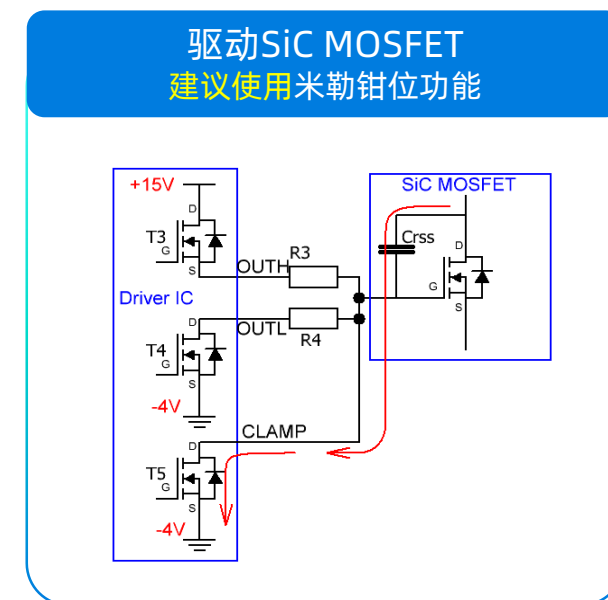 驱动SiC MOSFET
建议使用米勒钳位功能
+15V
SiC MOSFET
D
T3
G
S
R3
OUTH
Crss
D
G
S
Driver IC
D
OUTL
R4
T4
G
S
-4V
CLAMP
D
T5
G
S
-4V